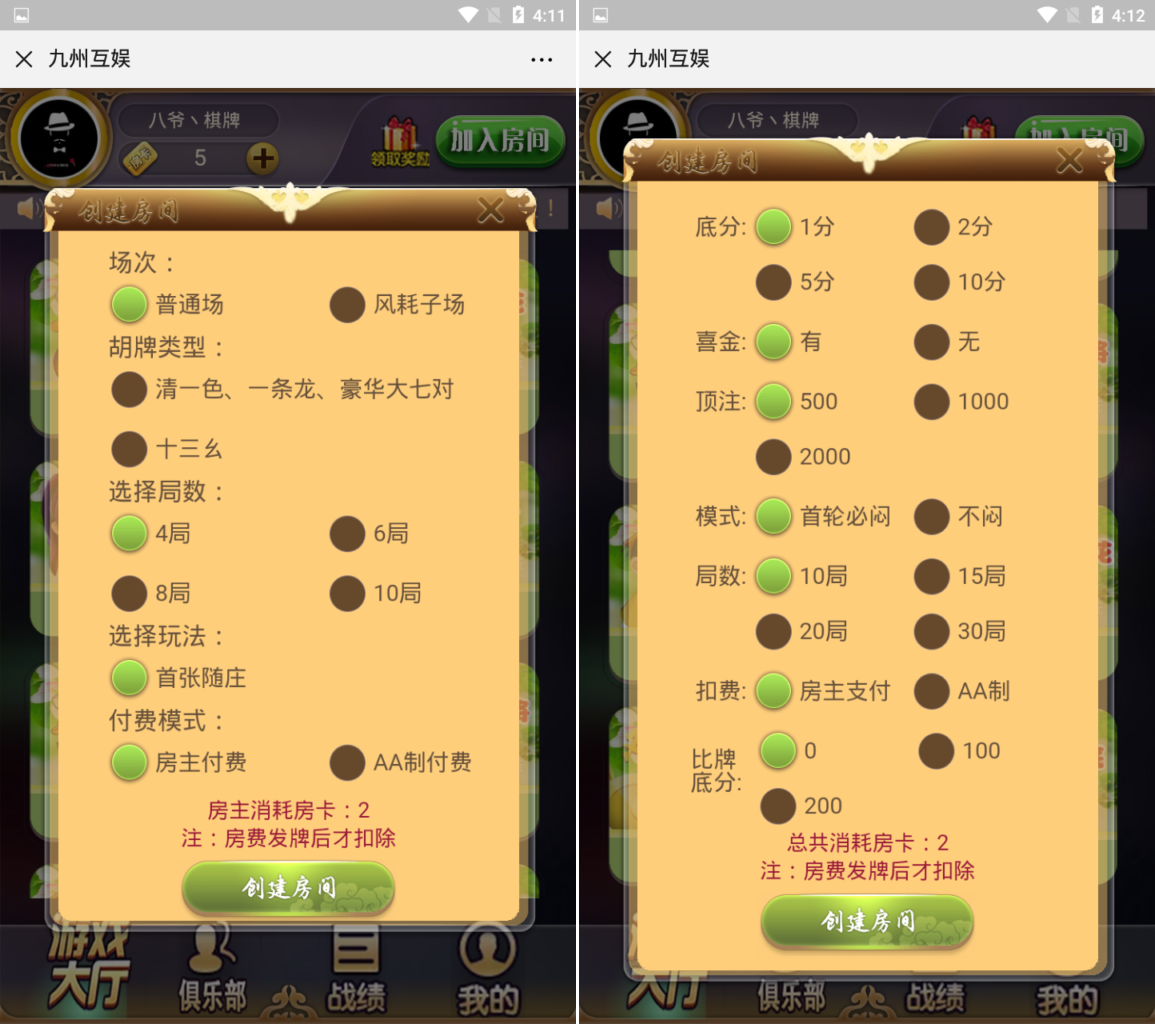 4:11
九州互娱
八爷丶棋牌
房卡
5
领取奖励
加入房间
创建房间
!
场次：
普通场
风耗子场
胡牌类型：
清一色、一条龙、豪华大七对
十三幺
选择局数：
4局
6局
8局
10局
选择玩法：
首张随庄
付费模式：
房主付费
AA制付费
房主消耗房卡：2
注：房费发牌后才扣除
创建房间
游戏
大厅
俱乐部
战绩
我的
4:12
九州互娱
八爷丶棋牌
加入房间
创建房间
底分:
1分
2分
5分
10分
喜金:
有
无
顶注:
500
1000
2000
模式:
首轮必闷
不闷
局数:
10局
15局
20局
30局
扣费:
房主支付
AA制
比牌
底分:
0
100
200
总共消耗房卡：2
注：房费发牌后才扣除
创建房间
大厅
俱乐部
战绩
我的